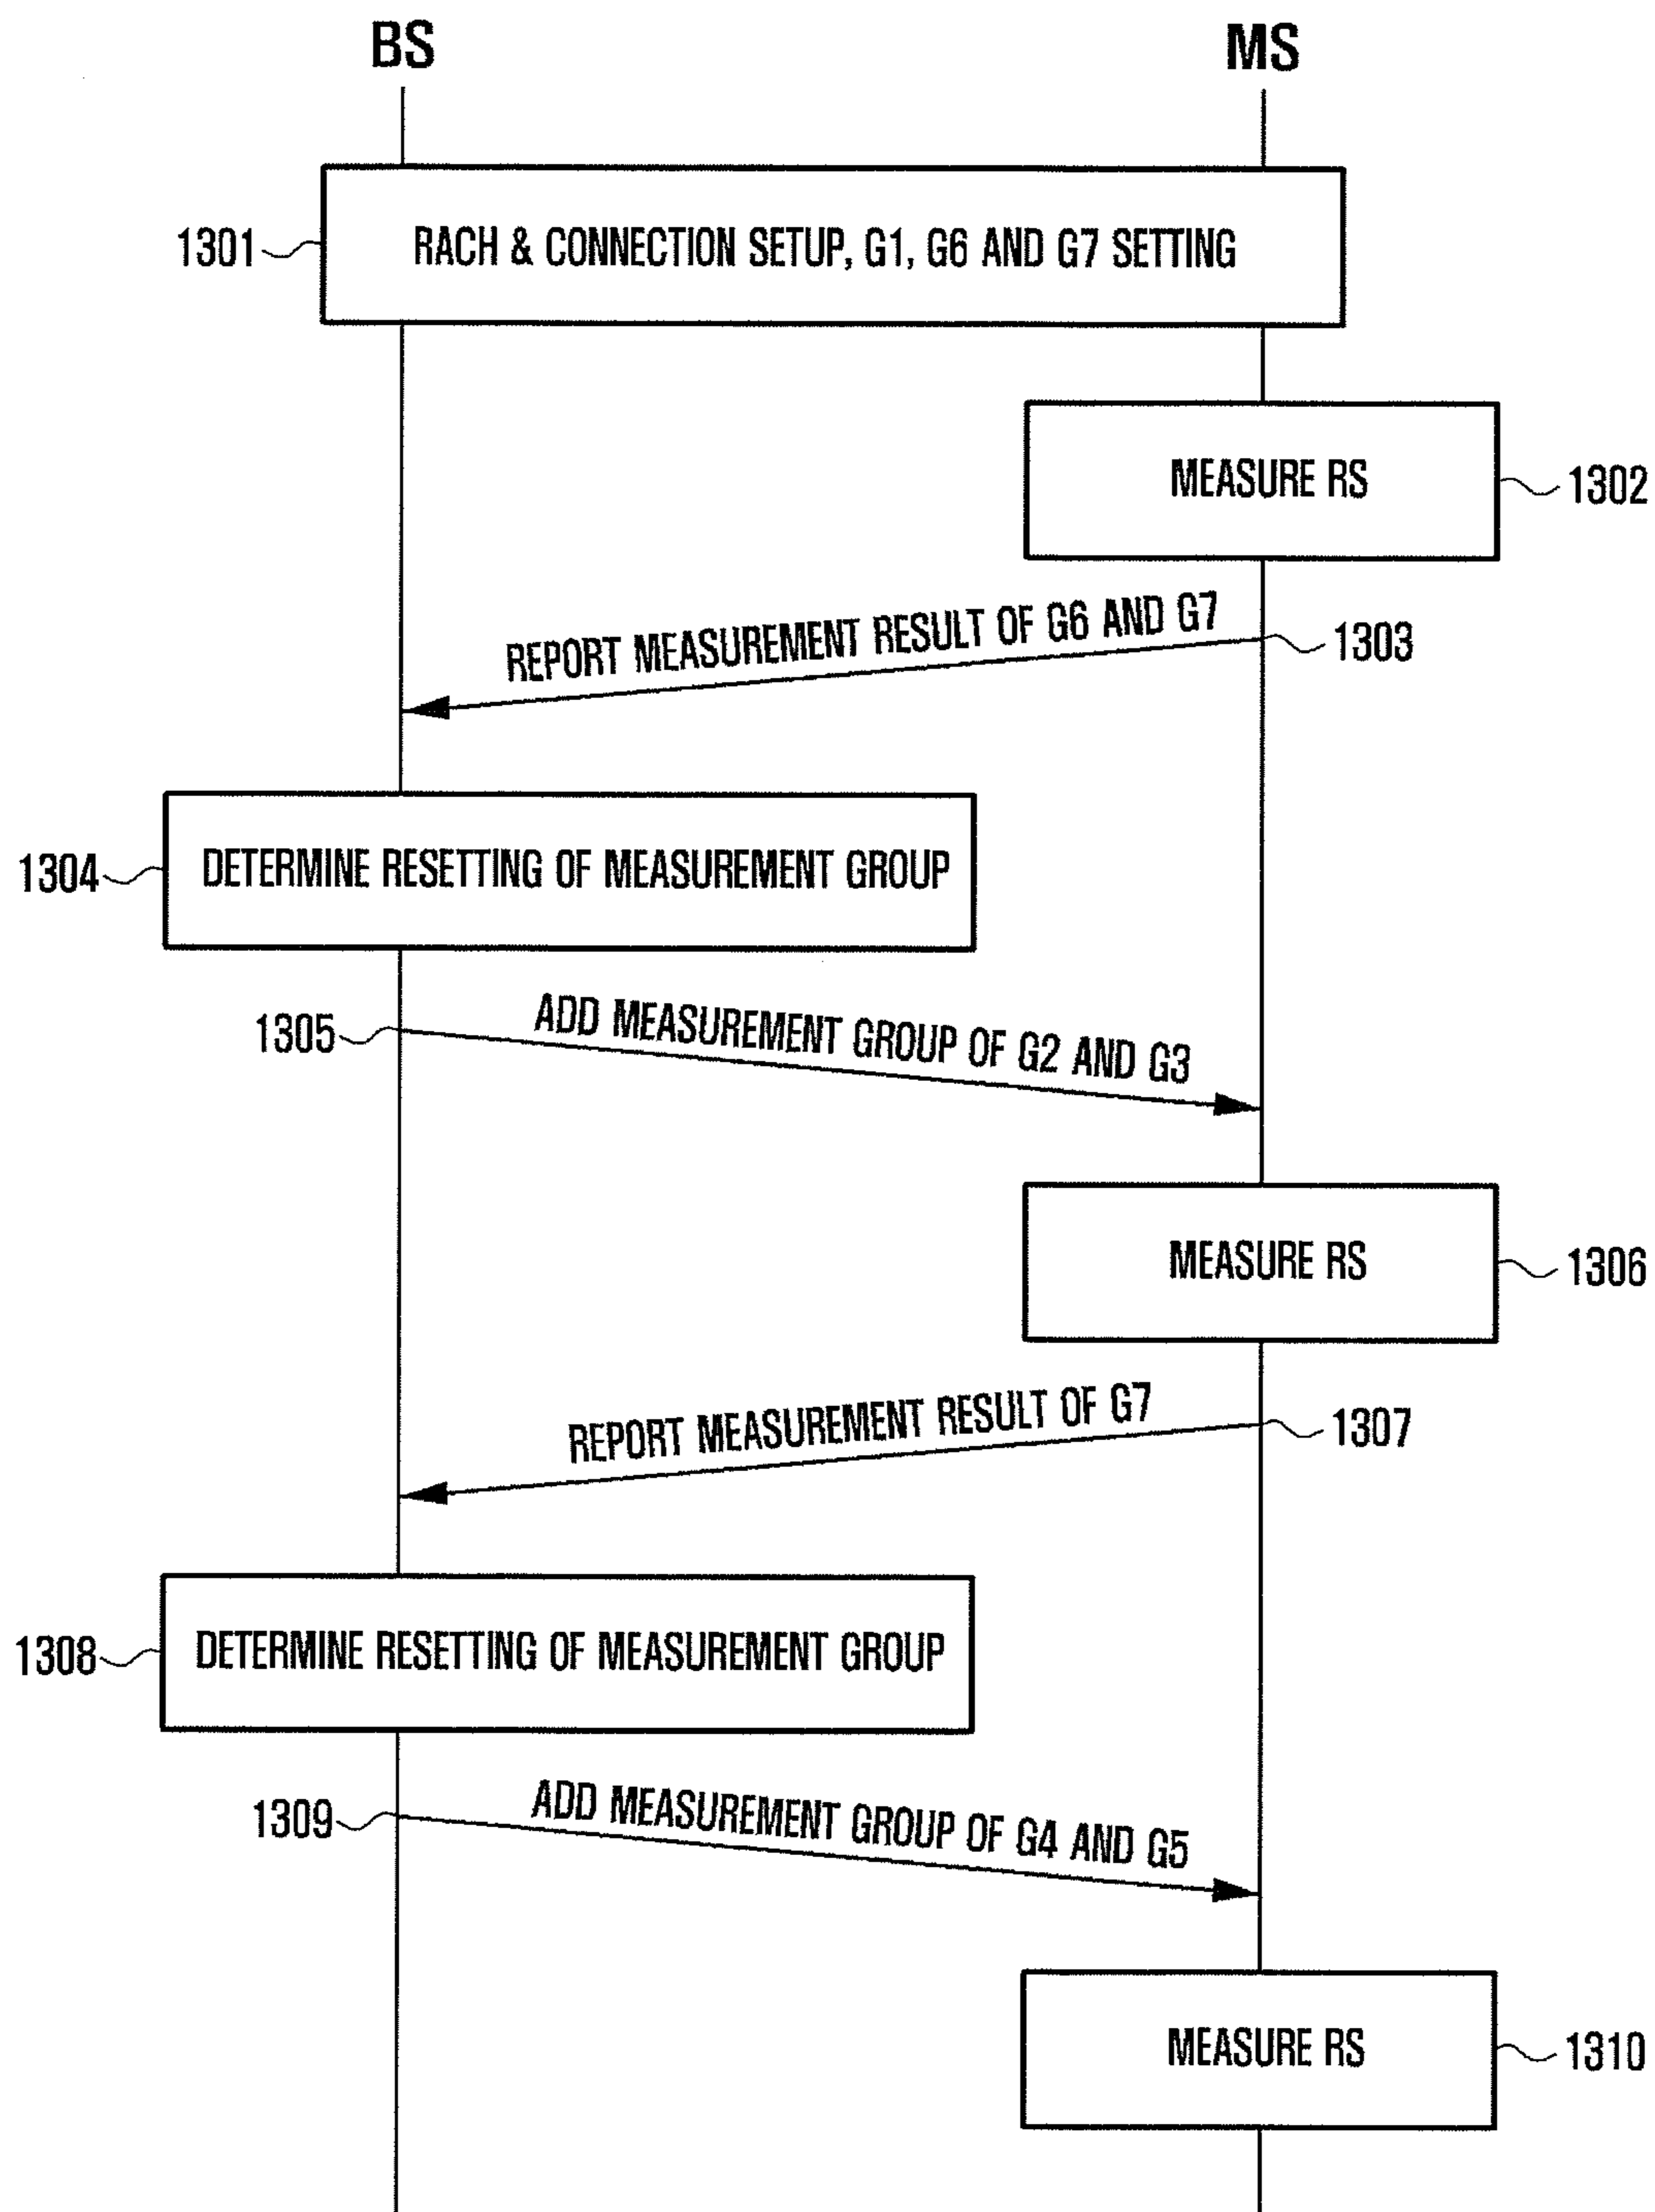 BS
MS
1301
RACH & CONNECTION SETUP, G1, G6 AND G7 SETTING
MEASURE RS
1302
REPORT MEASUREMENT RESULT OF G6 AND G7
1303
1304
DETERMINE RESETTING OF MEASUREMENT GROUP
1305
ADD MEASUREMENT GROUP OF G2 AND G3
MEASURE RS
1306
REPORT MEASUREMENT RESULT OF G7
1307
1308
DETERMINE RESETTING OF MEASUREMENT GROUP
1309
ADD MEASUREMENT GROUP OF G4 AND G5
MEASURE RS
1310